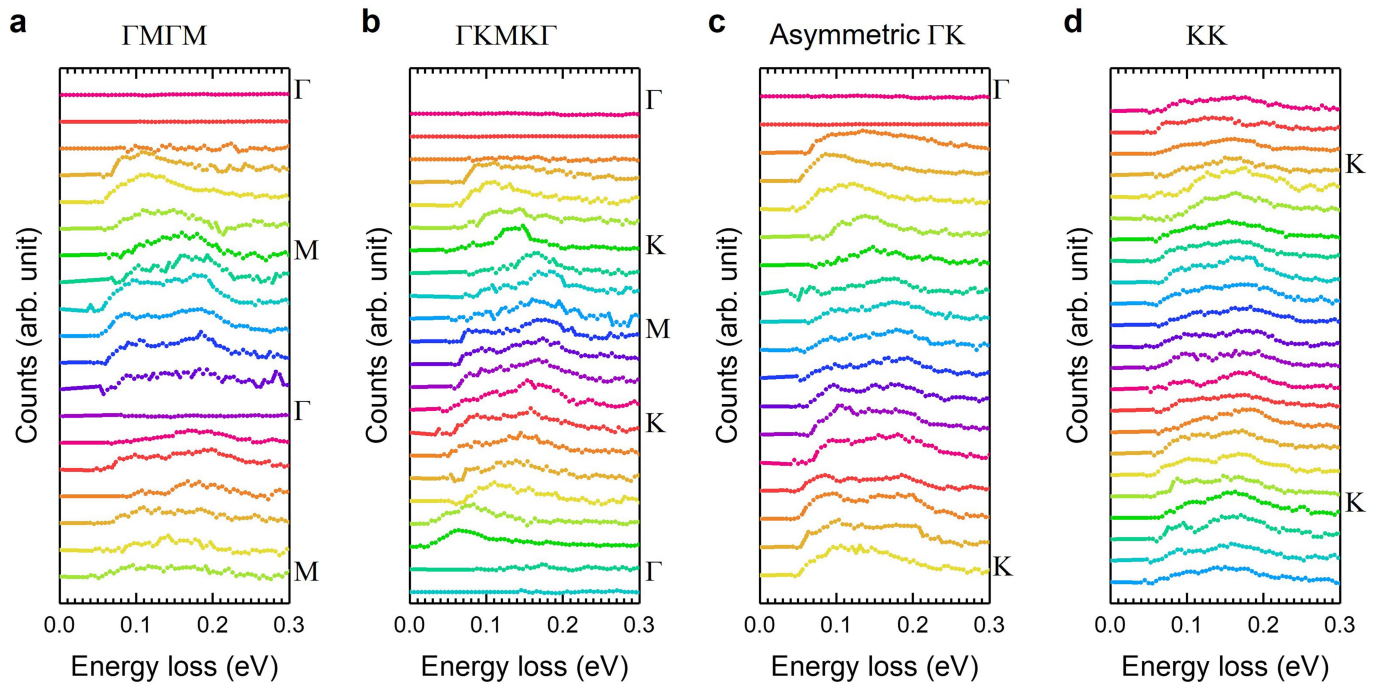 a
ΓMΓM
Counts (arb. unit)
Γ
M
Γ
M
0.0 0.1 0.2 0.3
Energy loss (eV)
b
ΓKMKΓ
Counts (arb. unit)
Γ
K
M
K
Γ
0.0 0.1 0.2 0.3
Energy loss (eV)
c
Asymmetric ΓK
Counts (arb. unit)
Γ
K
0.0 0.1 0.2 0.3
Energy loss (eV)
d
KK
Counts (arb. unit)
K
K
0.0 0.1 0.2 0.3
Energy loss (eV)